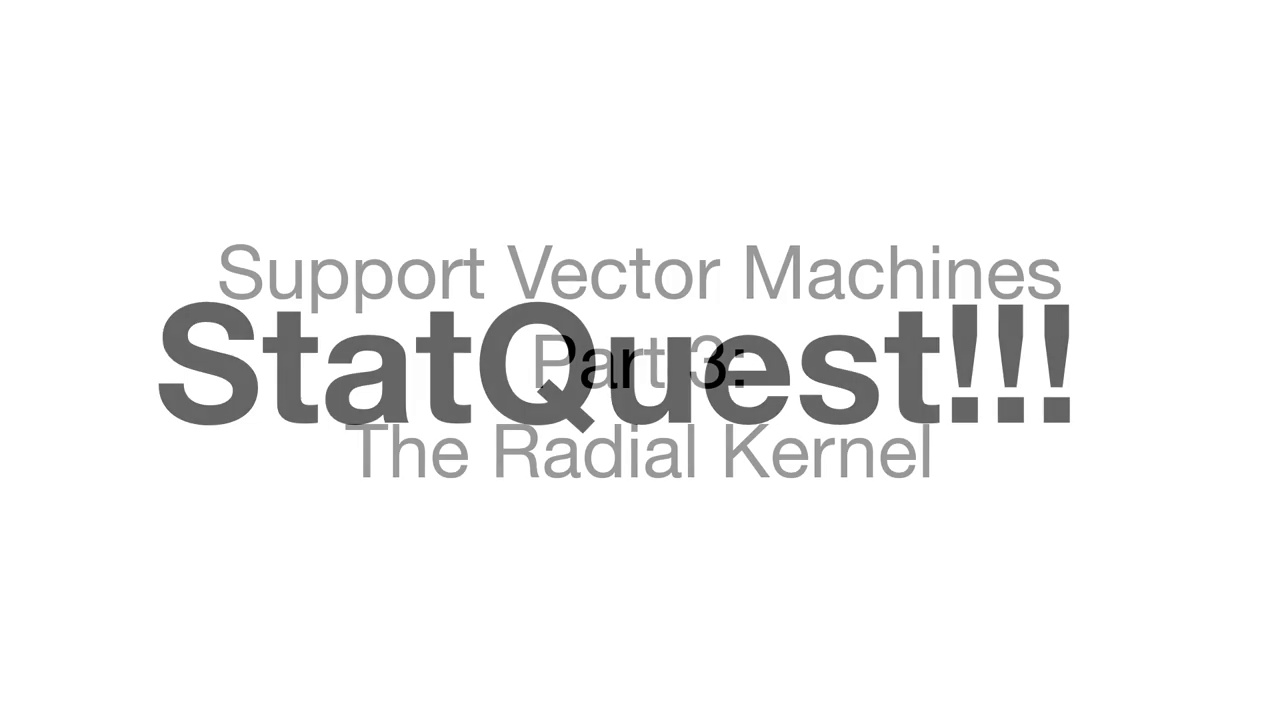 Support Vector Machines
StatQuest!!!
Part 3:
The Radial Kernel